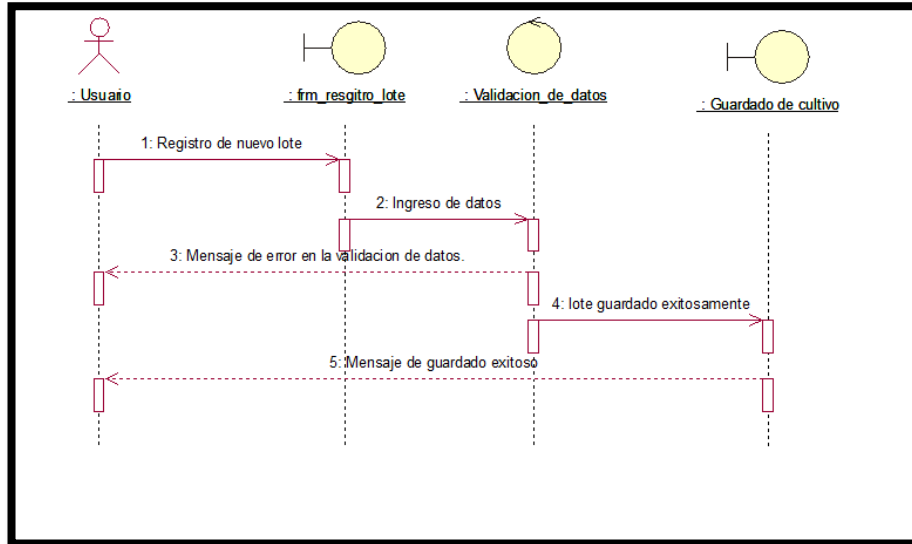 : Usuario
: frm_resgitro_lote
: Validacion_de_datos
: Guardado de cultivo
1: Registro de nuevo lote
2: Ingreso de datos
3: Mensaje de error en la validacion de datos.
4: lote guardado exitosamente
5: Mensaje de guardado exitoso